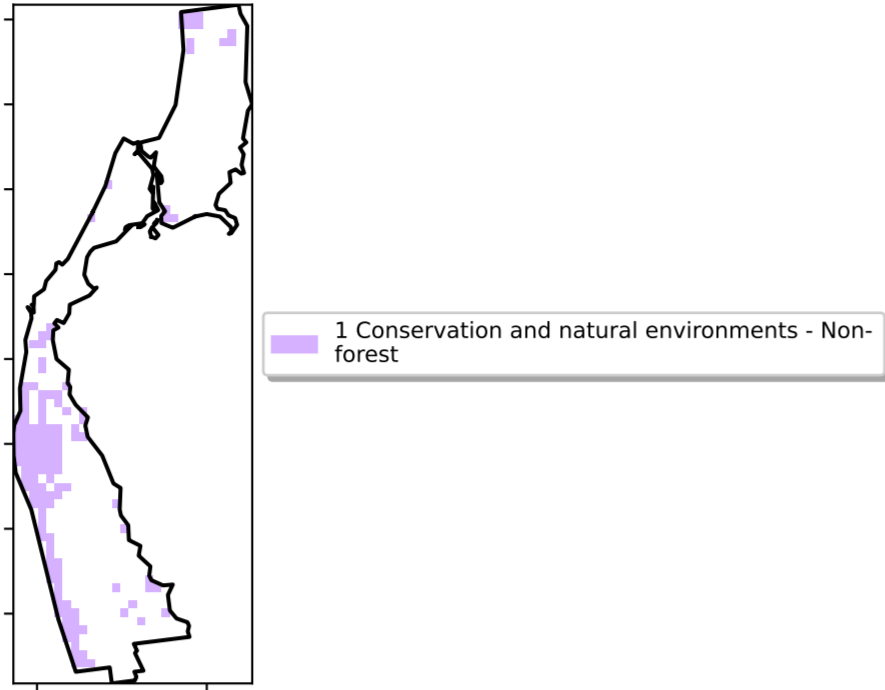 1 Conservation and natural environments - Non-
forest